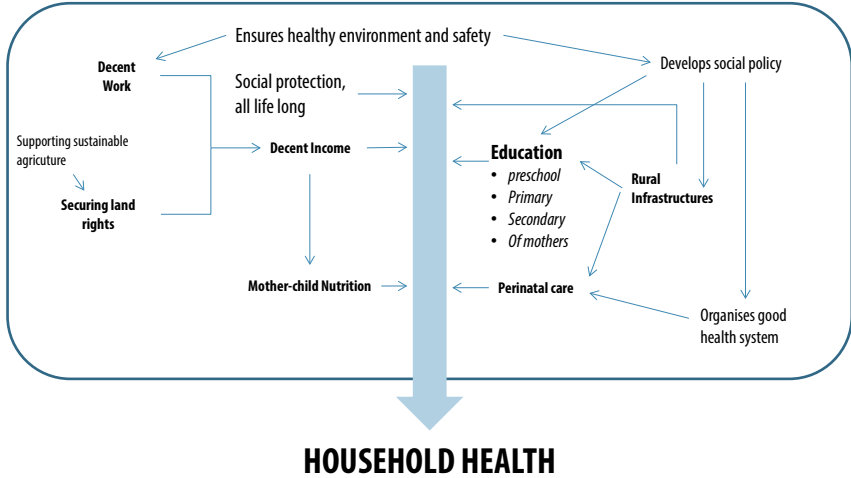 Ensures healthy environment and safety
Decent
Work
Develops social policy
Social protection,
all life long
Supporting sustainable
agricuture
Decent Income
Education
• preschool
• Primary
• Secondary
• Of mothers
Rural
Infrastructures
Securing land
rights
Mother-child Nutrition
Perinatal care
Organises good
health system
HOUSEHOLD HEALTH